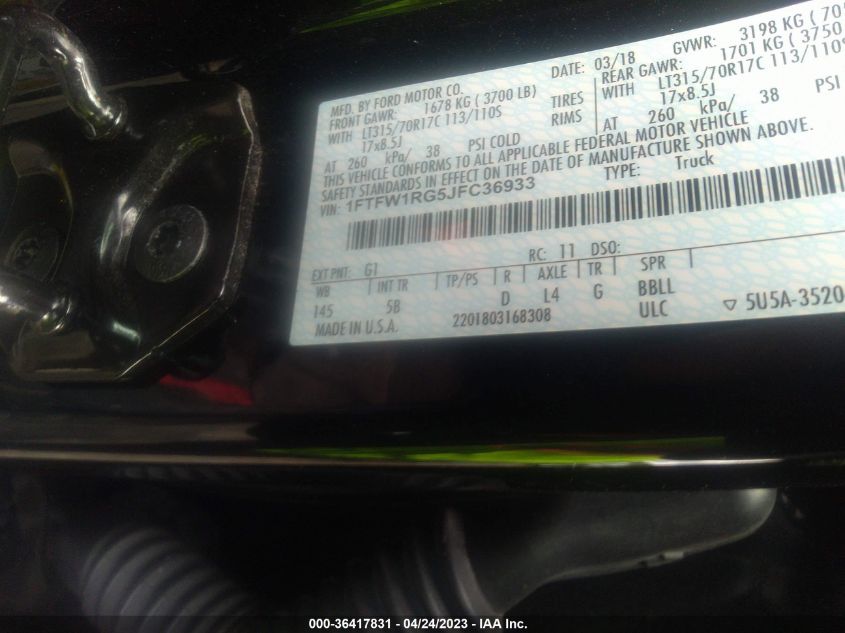 MFD. BY FORD MOTOR CO. DATE: 03/18 GVWR: 3198 KG
FRONT GAWR: 1678 KG ( 3700 LB) REAR GAWR: 1701 KG ( 3750
WITH LT315/70R17C 113/110S TIRES WITH LT315/70R17C 113/110S
17x8.5J RIMS 17x8.5J
AT 260 kPa/ 38 PSI COLD AT 260 kPa/ 38 PSI
THIS VEHICLE CONFORMS TO ALL APPLICABLE FEDERAL MOTOR VEHICLE
SAFETY STANDARDS IN EFFECT ON THE DATE OF MANUFACTURE SHOWN ABOVE.
VIN: 1FTFW1RG5JFC36933 TYPE: Truck
EXT PNT: G1 RC: 11 DSO:
WB INT TR TP/PS R AXLE TR SPR
145 5B D L4 G BBLL
MADE IN U.S.A. 2201803168308 ULC ▽ 5U5A-3520
000-36417831 - 04/24/2023 - IAA Inc.